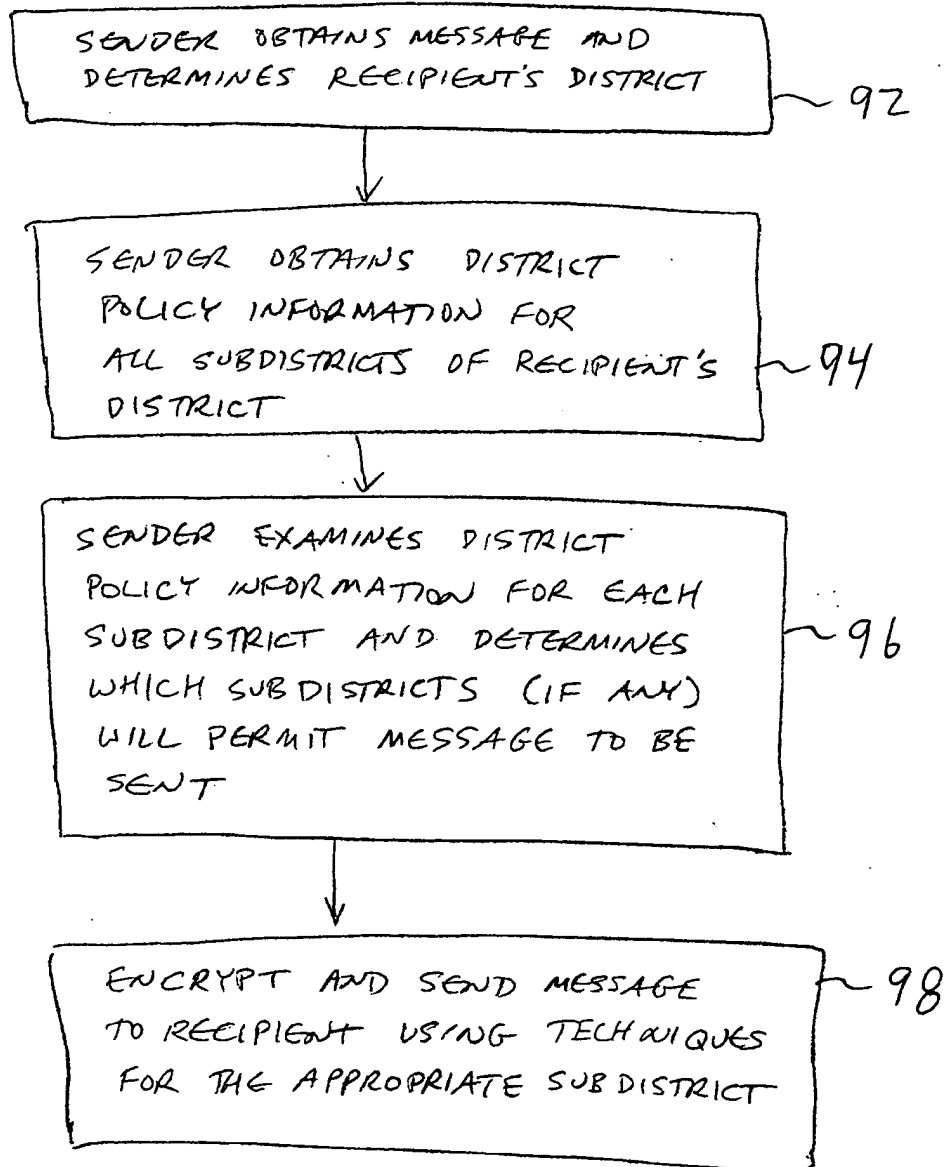 SENDER OBTAINS MESSAGE AND
DETERMINES RECIPIENT'S DISTRICT
92
SENDER OBTAINS DISTRICT
POLICY INFORMATION FOR
ALL SUBDISTRICTS OF RECIPIENT'S
DISTRICT
94
SENDER EXAMINES DISTRICT
POLICY INFORMATION FOR EACH
SUBDISTRICT AND DETERMINES
WHICH SUBDISTRICTS (IF ANY)
WILL PERMIT MESSAGE TO BE
SENT
96
ENCRYPT AND SEND MESSAGE
TO RECIPIENT USING TECHNIQUES
FOR THE APPROPRIATE SUBDISTRICT
98